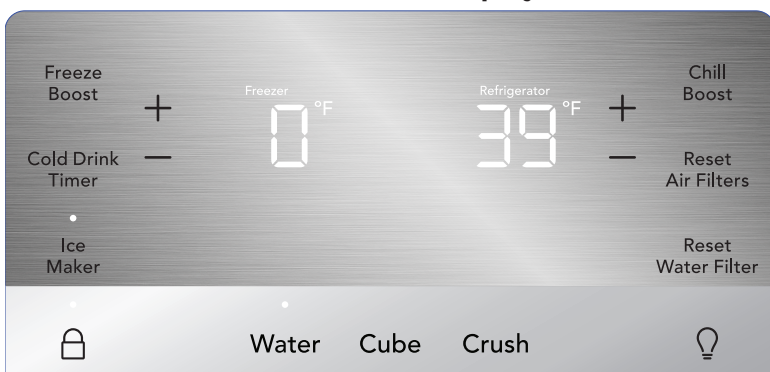 Freeze
Boost
+
−
Cold Drink
Timer
Ice
Maker
Freezer
0 °F
Refrigerator
39 °F
+
−
Chill
Boost
Reset
Air Filters
Reset
Water Filter
Water Cube Crush